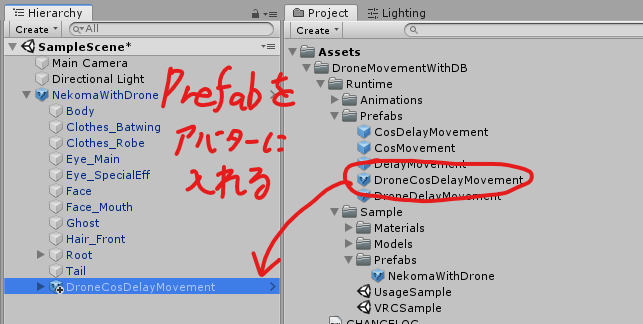 Hierarchy
Create
All
SampleScene*
Main Camera
Directional Light
NekomaWithDrone
Body
Clothes_Batwing
Clothes_Robe
Eye_Main
Eye_SpecialEff
Face
Face_Mouth
Ghost
Hair_Front
Root
Tail
DroneCosDelayMovement
Prefabを
アバターに
入れる
Project
Console
Create
Assets
DroneMovementWithDB
Runtime
Animations
Prefabs
CosDelayMovement
CosMovement
DelayMovement
DroneCosDelayMovement
DroneDelayMovement
Sample
Materials
Models
Prefabs
NekomaWithDrone
UsageSample
VRCSample
CHANGELOG